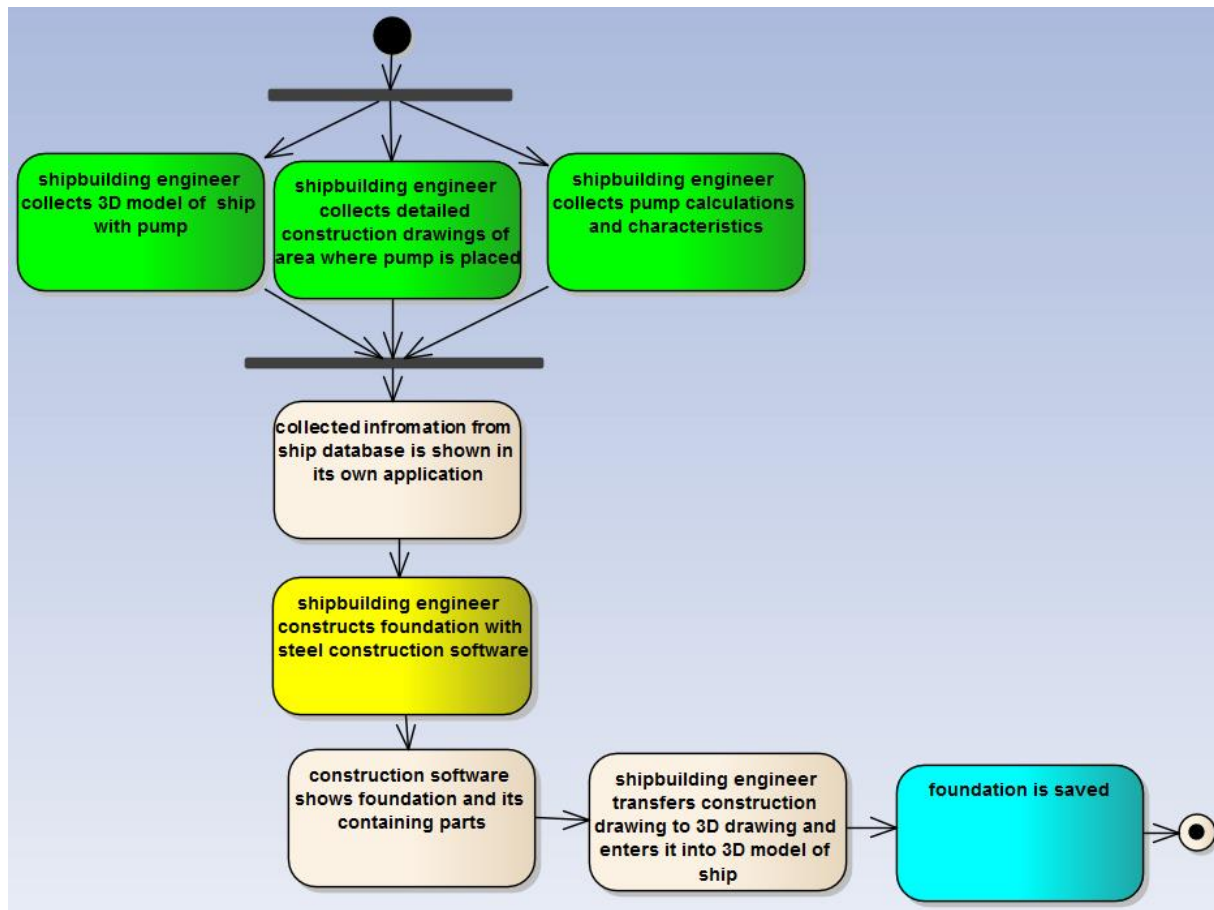 shipbuilding engineer
collects 3D model of ship
with pump
shipbuilding engineer
collects detailed
construction drawings of
area where pump is placed
shipbuilding engineer
collects pump calculations
and characteristics
collected infromation from
ship database is shown in
its own application
shipbuilding engineer
constructs foundation with
steel construction software
construction software
shows foundation and its
containing parts
shipbuilding engineer
transfers construction
drawing to 3D drawing and
enters it into 3D model of
ship
foundation is saved